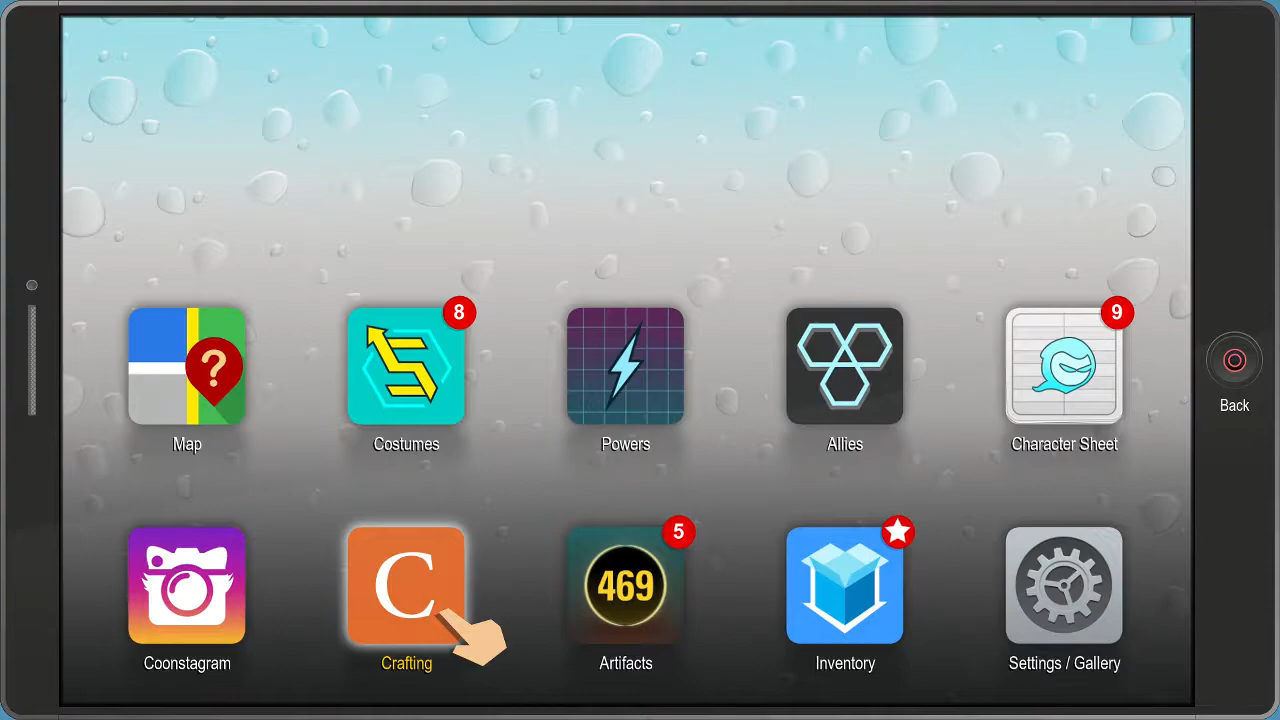 8
9
?
Map
Costumes
Powers
Allies
Character Sheet
Back
5
C
469
Coonstagram
Crafting
Artifacts
Inventory
Settings / Gallery